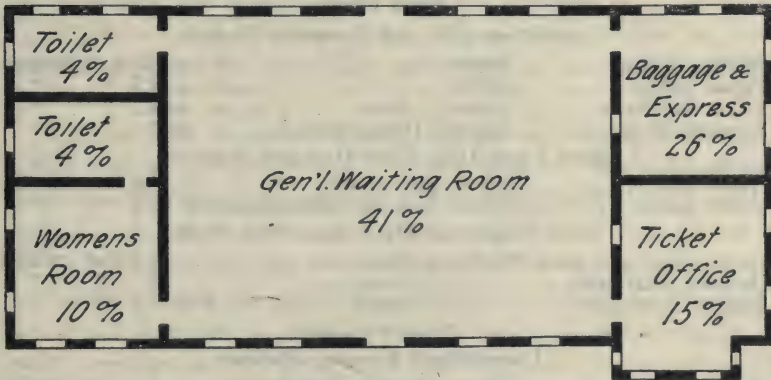 Toilet
4%
Toilet
4%
Womens
Room
10%
Gen'l. Waiting Room
41%
Baggage &
Express
26%
Ticket
Office
15%